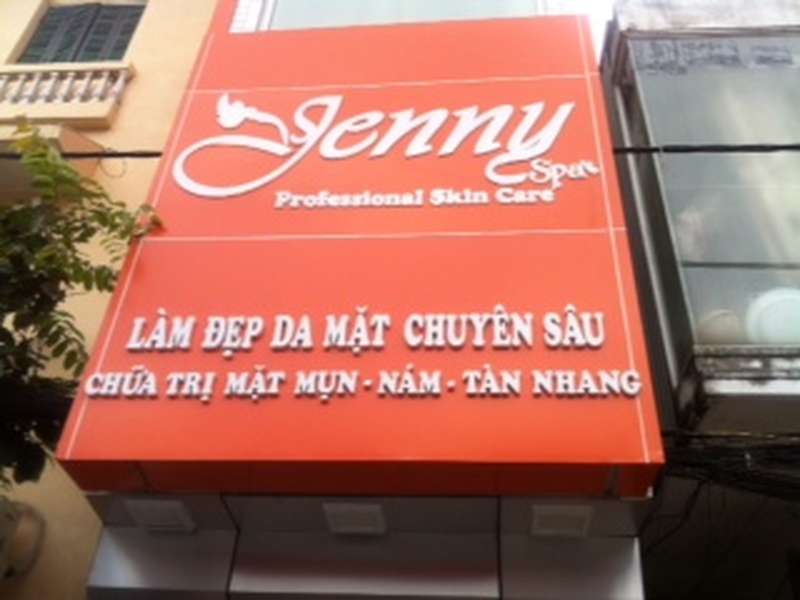 Jenny
Spa
Professional Skin Care
LÀM ĐẸP DA MẶT CHUYÊN SÂU
CHỮA TRỊ MẶT MỤN - NÁM - TÀN NHANG